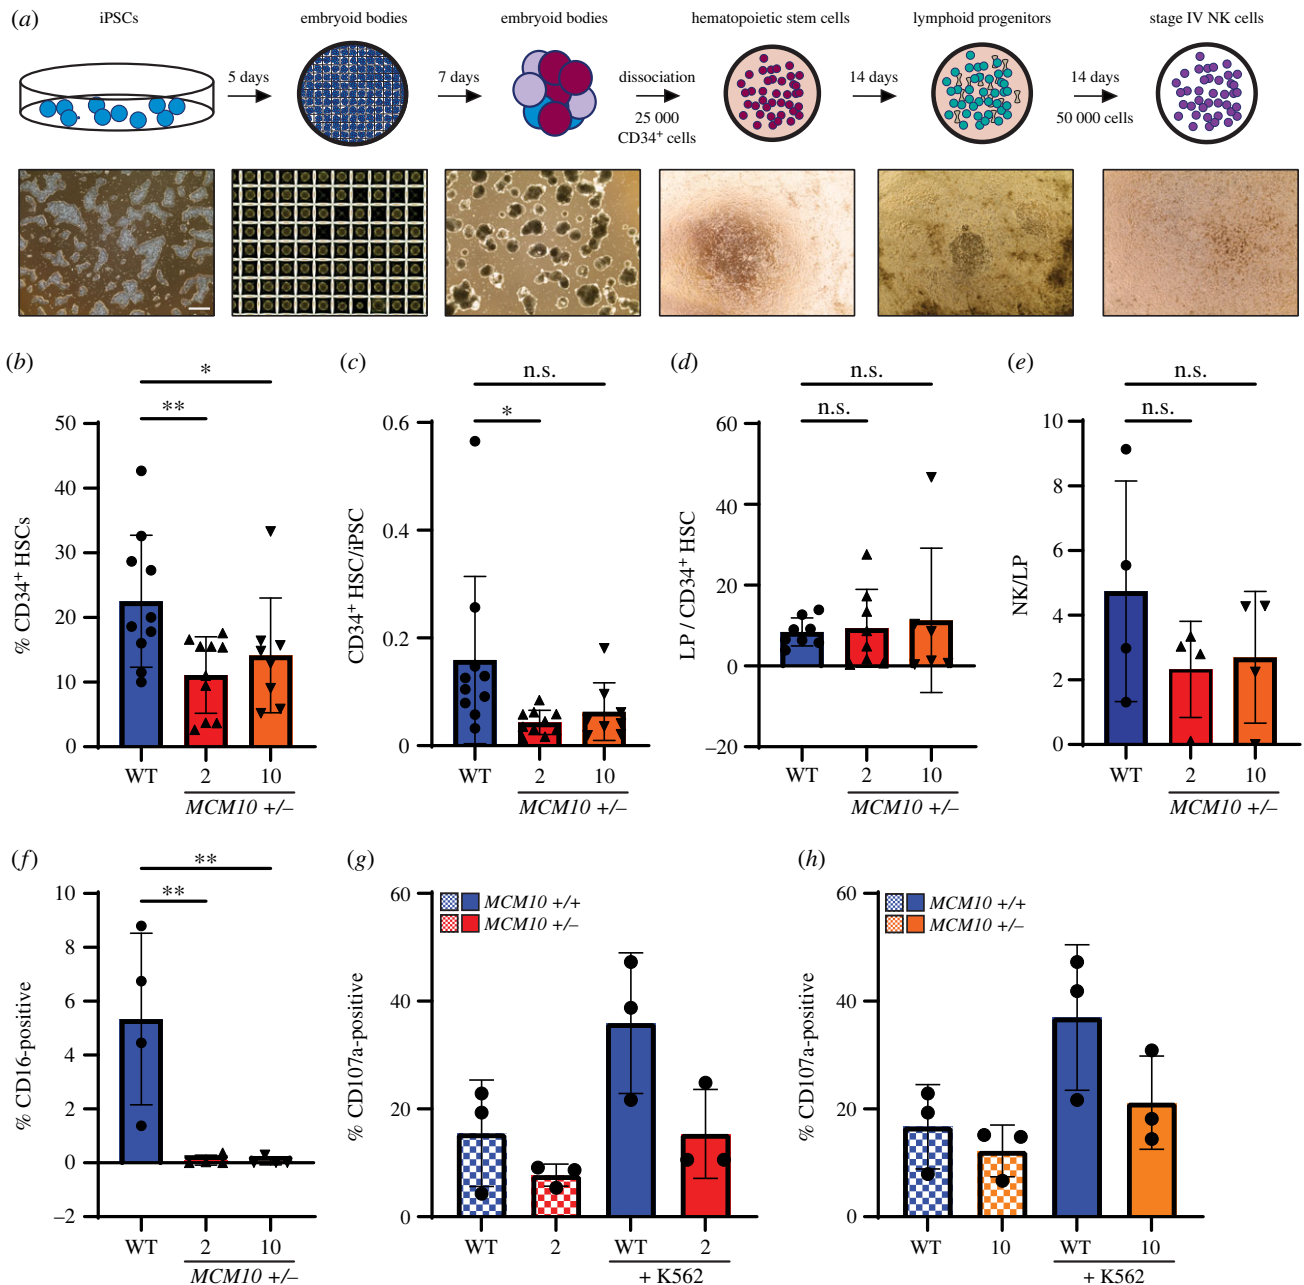 (a)
iPSCs
embryoid bodies
embryoid bodies
hematopoietic stem cells
lymphoid progenitors
stage IV NK cells
5 days
7 days
dissociation
25 000
CD34⁺ cells
14 days
14 days
50 000 cells
(b)
*
**
% CD34⁺ HSCs
50
40
30
20
10
0
WT
2
10
MCM10 +/–
(c)
n.s.
*
CD34⁺ HSC/iPSC
0.6
0.4
0.2
0
WT
2
10
MCM10 +/–
(d)
n.s.
n.s.
LP / CD34⁺ HSC
60
40
20
0
–20
WT
2
10
MCM10 +/–
(e)
n.s.
n.s.
NK/LP
10
8
6
4
2
0
WT
2
10
MCM10 +/–
(f)
**
**
% CD16-positive
10
8
6
4
2
0
–2
WT
2
10
MCM10 +/–
(g)
MCM10 +/+
MCM10 +/–
% CD107a-positive
60
40
20
0
WT
2
WT
2
+ K562
(h)
MCM10 +/+
MCM10 +/–
% CD107a-positive
60
40
20
0
WT
10
WT
10
+ K562